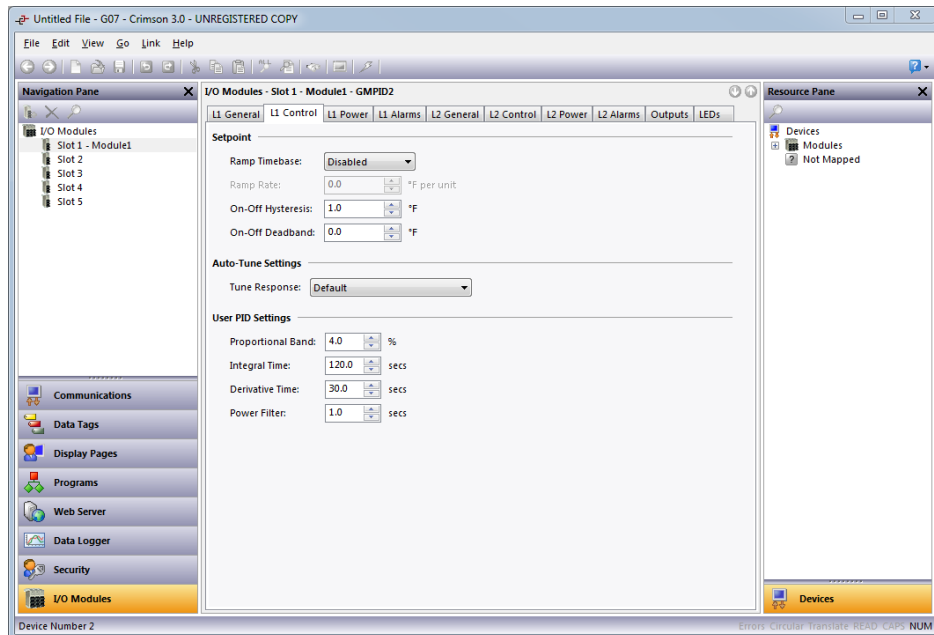 Untitled File - G07 - Crimson 3.0 - UNREGISTERED COPY
File Edit View Go Link Help
Navigation Pane
I/O Modules
Slot 1 - Module1
Slot 2
Slot 3
Slot 4
Slot 5
Communications
Data Tags
Display Pages
Programs
Web Server
Data Logger
Security
I/O Modules
I/O Modules - Slot 1 - Module1 - GMPID2
L1 General L1 Control L1 Power L1 Alarms L2 General L2 Control L2 Power L2 Alarms Outputs LEDs
Setpoint
Ramp Timebase: Disabled
Ramp Rate: 0.0 °F per unit
On-Off Hysteresis: 1.0 °F
On-Off Deadband: 0.0 °F
Auto-Tune Settings
Tune Response: Default
User PID Settings
Proportional Band: 4.0 %
Integral Time: 120.0 secs
Derivative Time: 30.0 secs
Power Filter: 1.0 secs
Resource Pane
Devices
Modules
Not Mapped
Devices
Device Number 2
Errors Circular Translate READ CAPS NUM